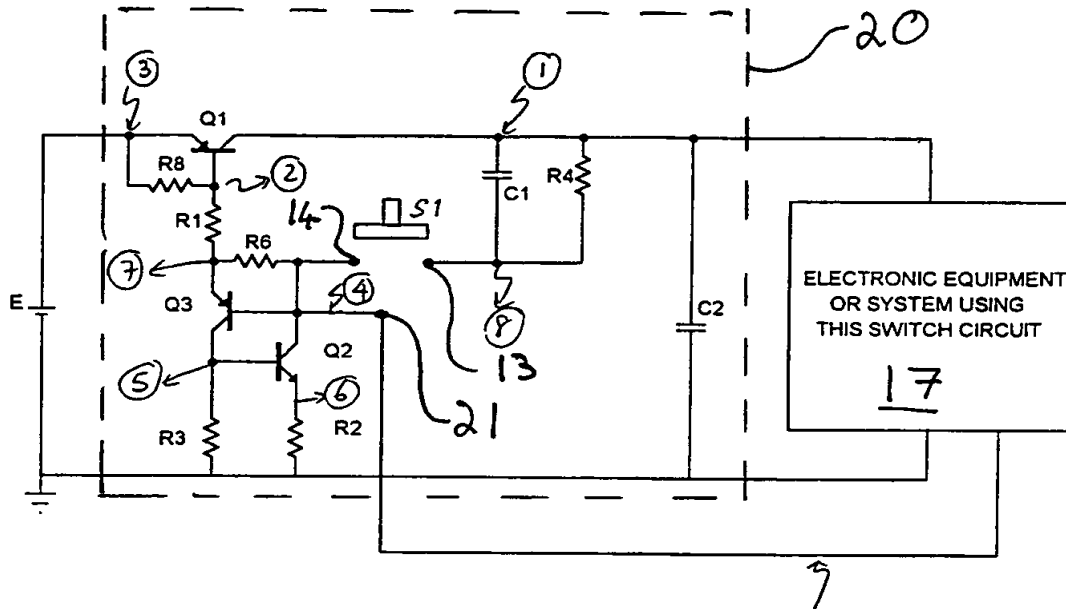 20
3
1
Q1
R8
2
C1
R4
14
S1
R1
R6
7
4
E
Q3
8
C2
ELECTRONIC EQUIPMENT
OR SYSTEM USING
THIS SWITCH CIRCUIT
Q2
13
17
5
6
21
R3
R2